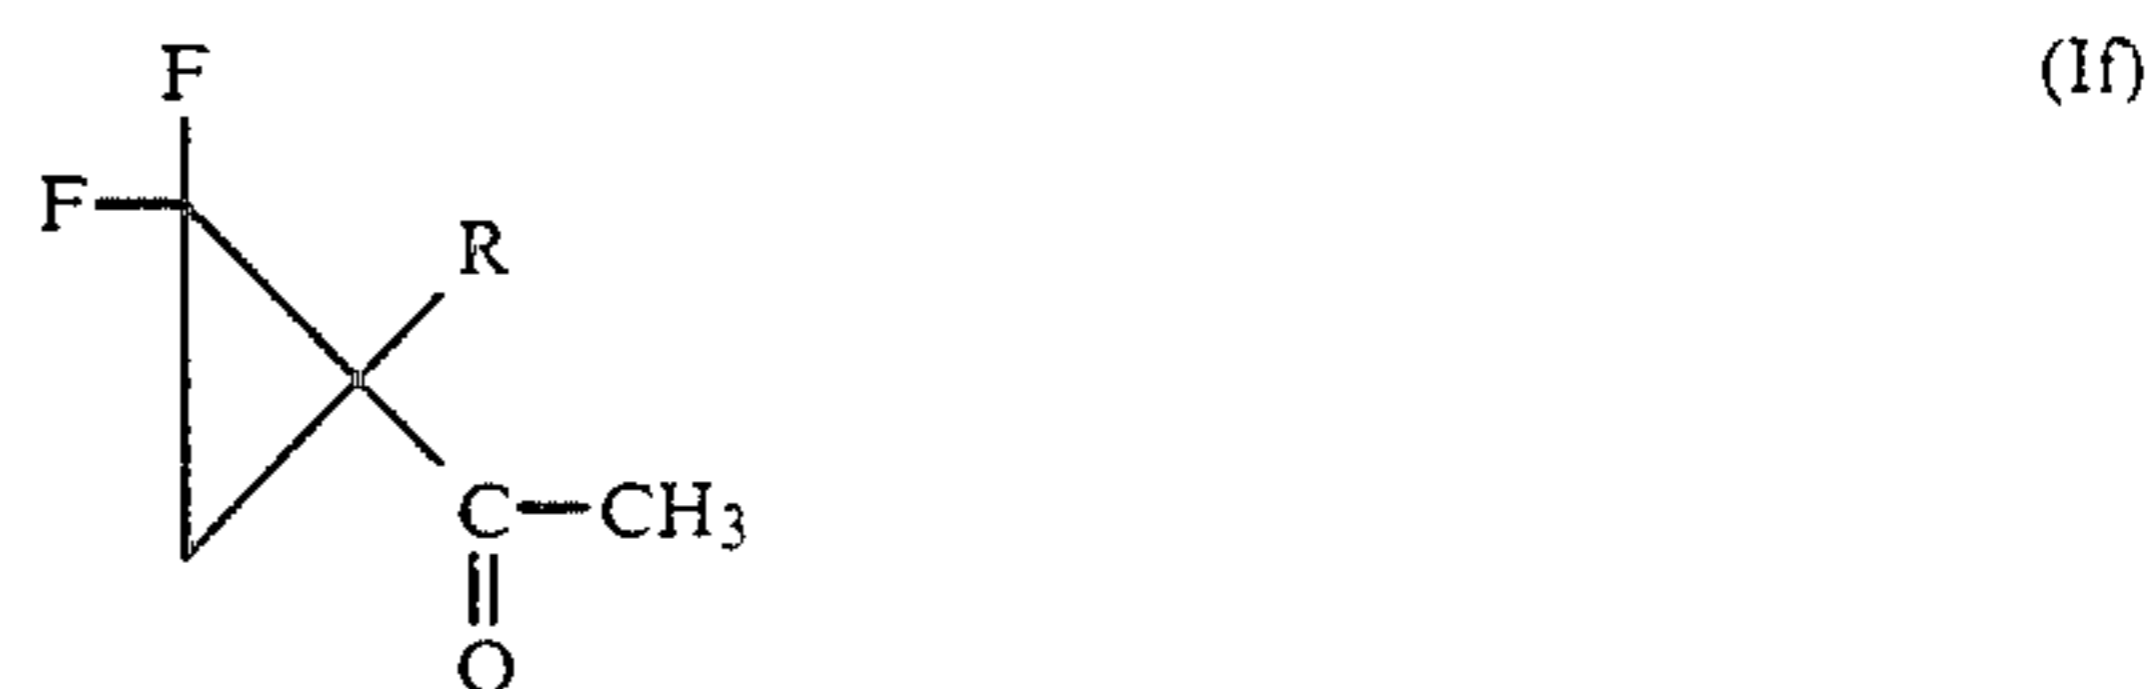 F (If)
F
R
C—CH3
O